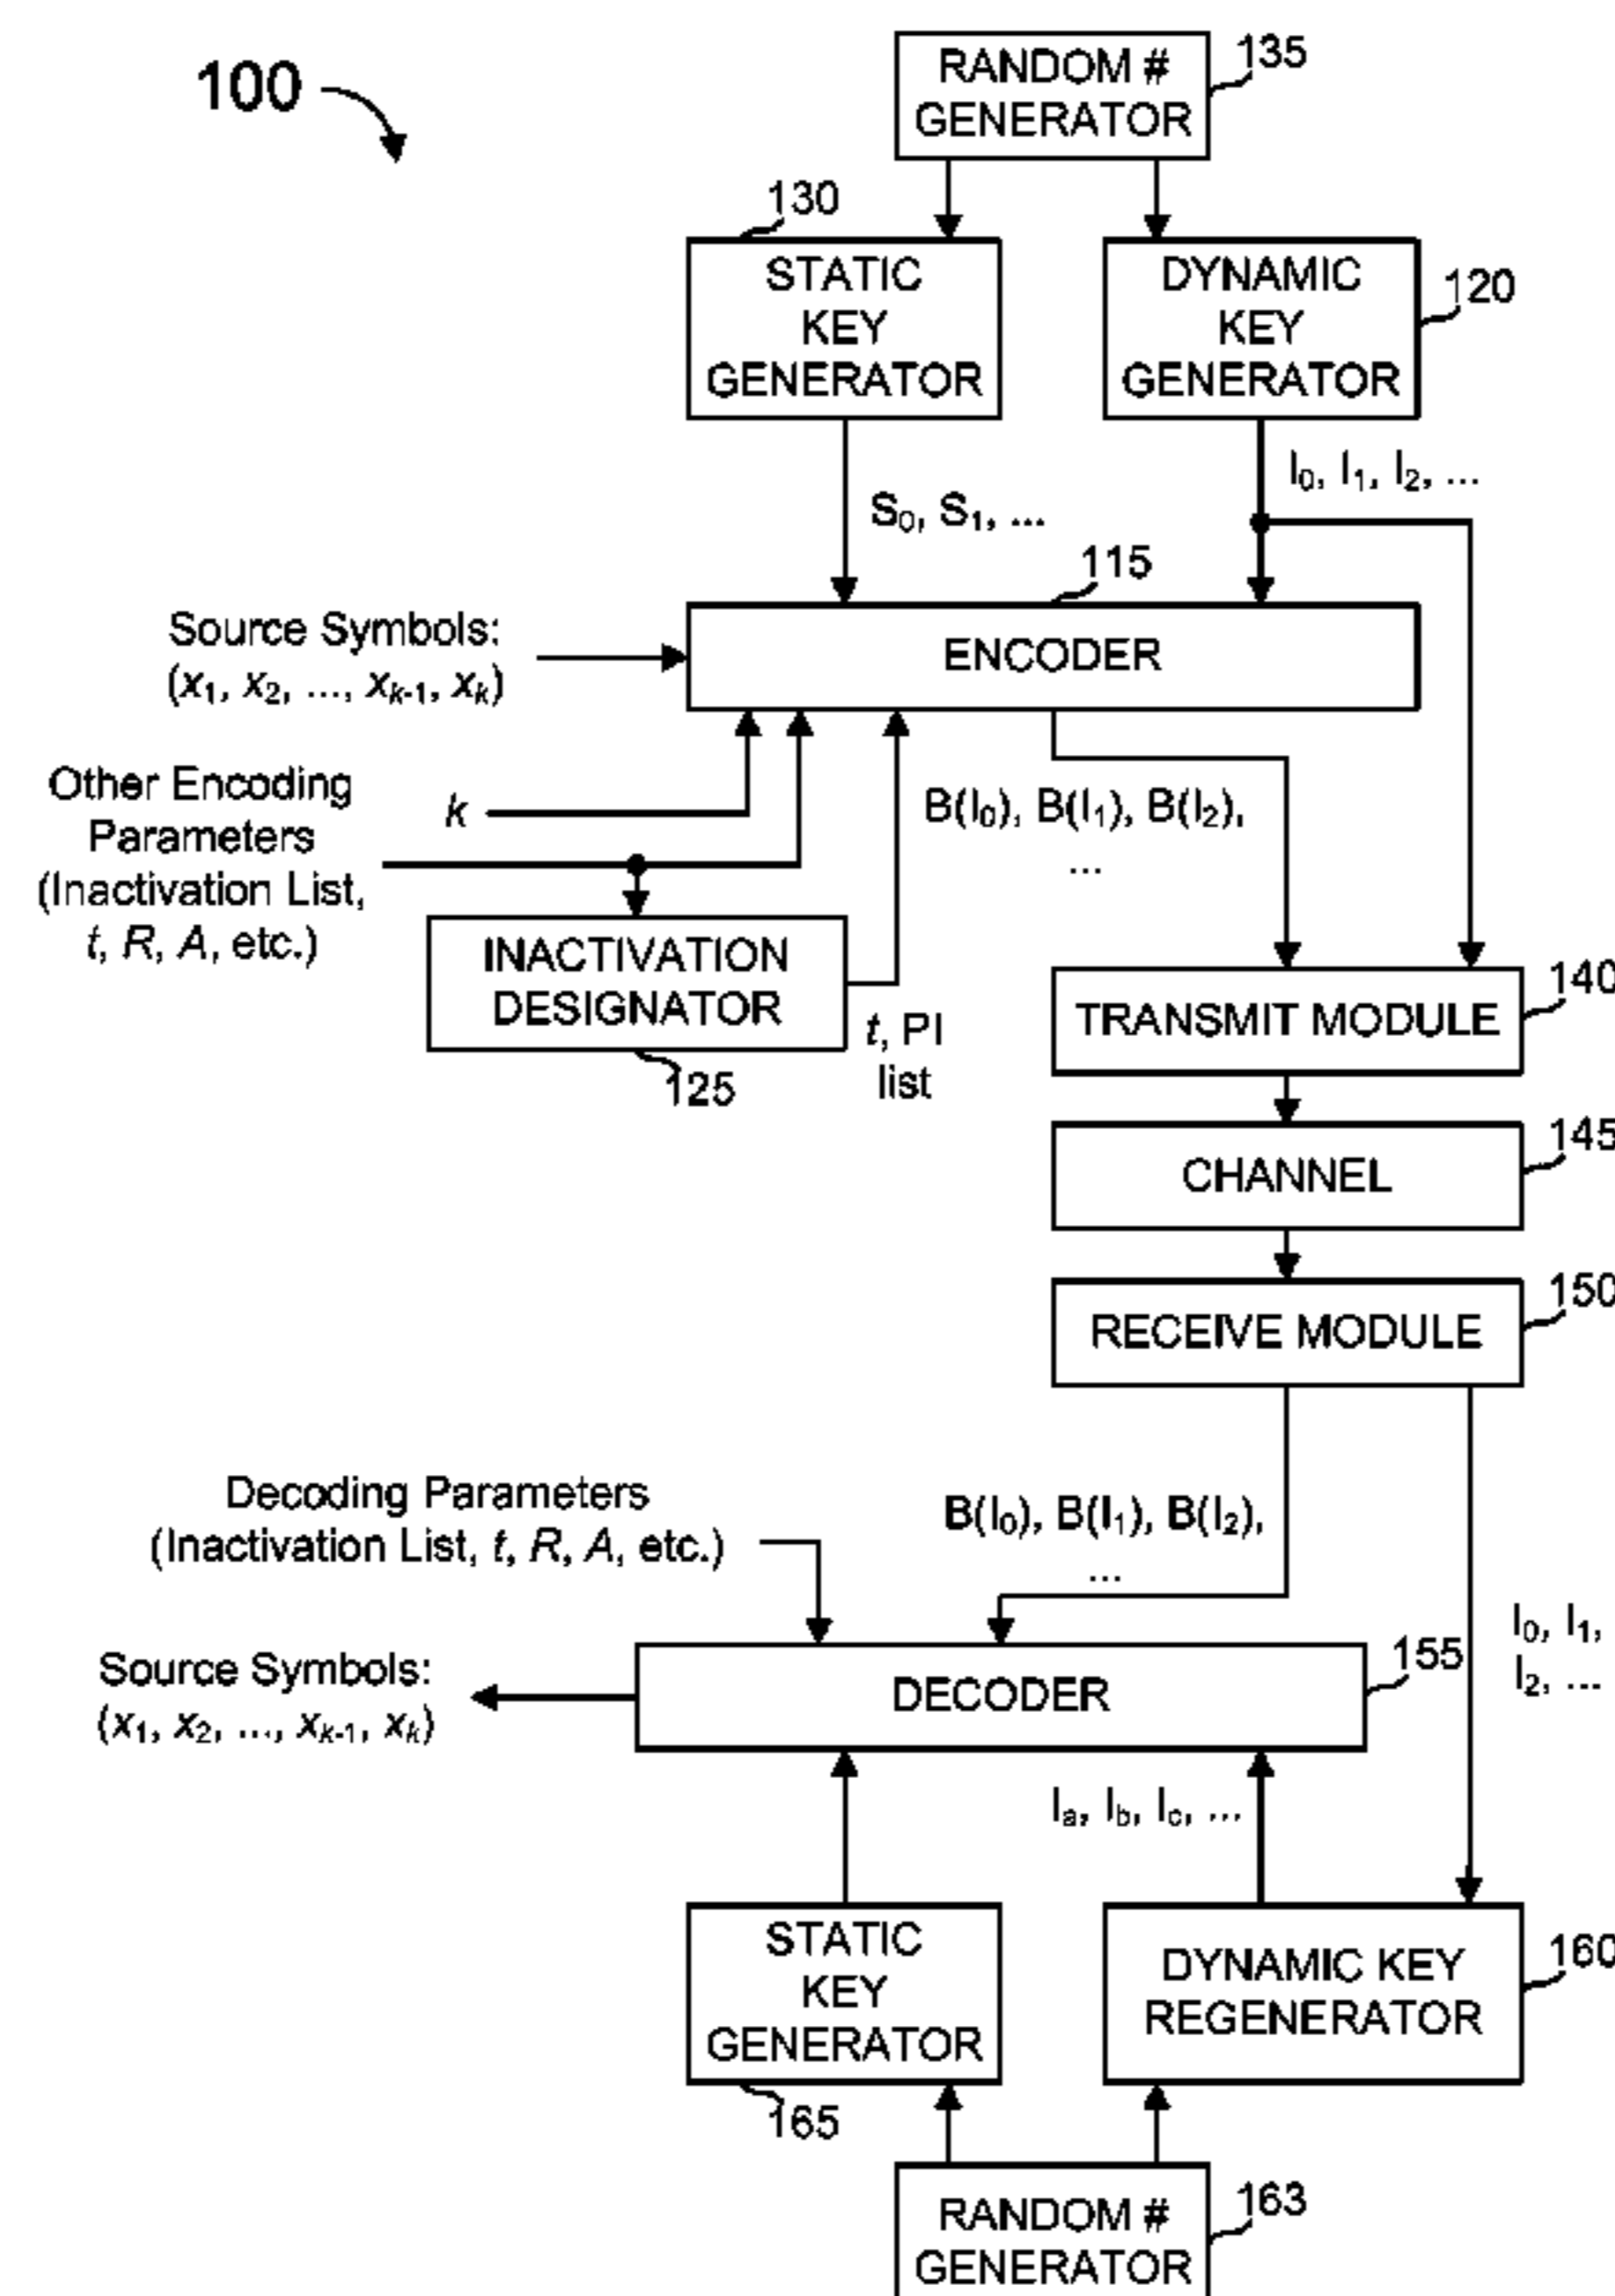 100
RANDOM #
GENERATOR
135
130
STATIC
KEY
GENERATOR
DYNAMIC
KEY
GENERATOR
120
S₀, S₁, ...
I₀, I₁, I₂, ...
115
Source Symbols:
(x₁, x₂, ..., xₖ₋₁, xₖ)
ENCODER
Other Encoding
Parameters
(Inactivation List,
t, R, A, etc.)
k
B(I₀), B(I₁), B(I₂),
...
INACTIVATION
DESIGNATOR
125
t, PI
list
TRANSMIT MODULE
140
CHANNEL
145
RECEIVE MODULE
150
Decoding Parameters
(Inactivation List, t, R, A, etc.)
B(I₀), B(I₁), B(I₂),
...
I₀, I₁,
I₂, ...
Source Symbols:
(x₁, x₂, ..., xₖ₋₁, xₖ)
DECODER
155
Iₐ, I_b, I_c, ...
STATIC
KEY
GENERATOR
165
DYNAMIC KEY
REGENERATOR
160
RANDOM #
GENERATOR
163